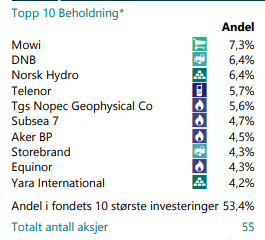 Topp 10 Beholdning*
Andel
Mowi 7,3%
DNB 6,4%
Norsk Hydro 6,4%
Telenor 5,7%
Tgs Nopec Geophysical Co 5,6%
Subsea 7 4,7%
Aker BP 4,5%
Storebrand 4,3%
Equinor 4,3%
Yara International 4,2%
Andel i fondets 10 største investeringer 53,4%
Totalt antall aksjer 55